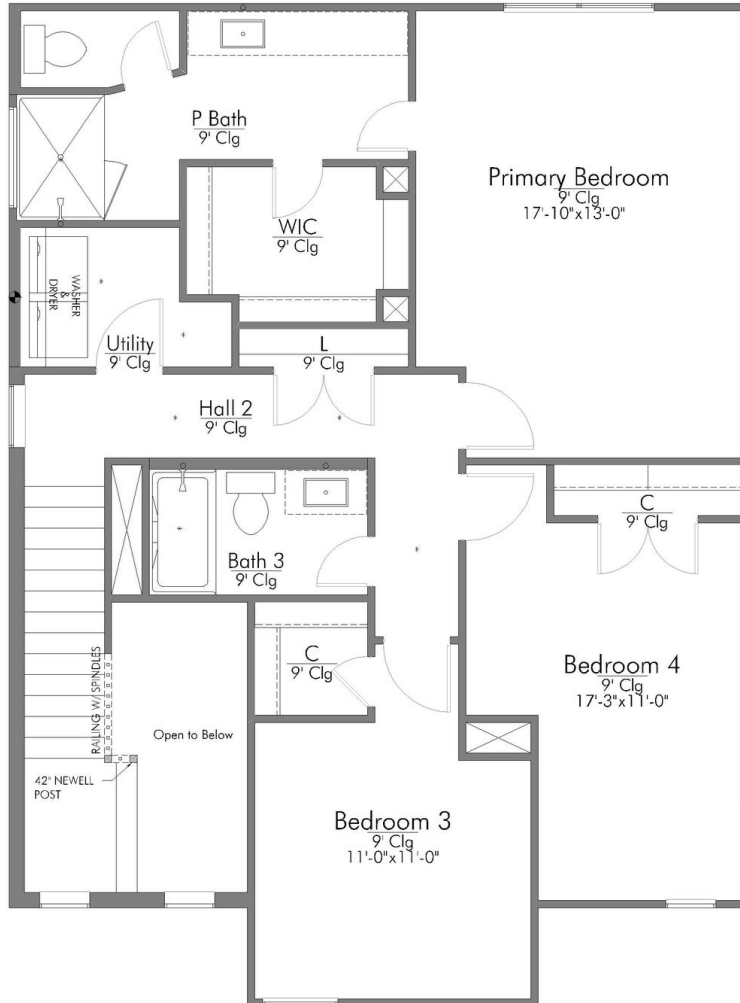 P Bath
9' Clg
Primary Bedroom
9' Clg
17'-10"x13'-0"
WIC
9' Clg
WASHER
&
DRYER
Utility
9' Clg
L
9' Clg
Hall 2
9' Clg
C
9' Clg
Bath 3
9' Clg
C
9' Clg
Bedroom 4
9' Clg
17'-3"x11'-0"
RAILING W/ SPINDLES
Open to Below
42" NEWELL
POST
Bedroom 3
9' Clg
11'-0"x11'-0"